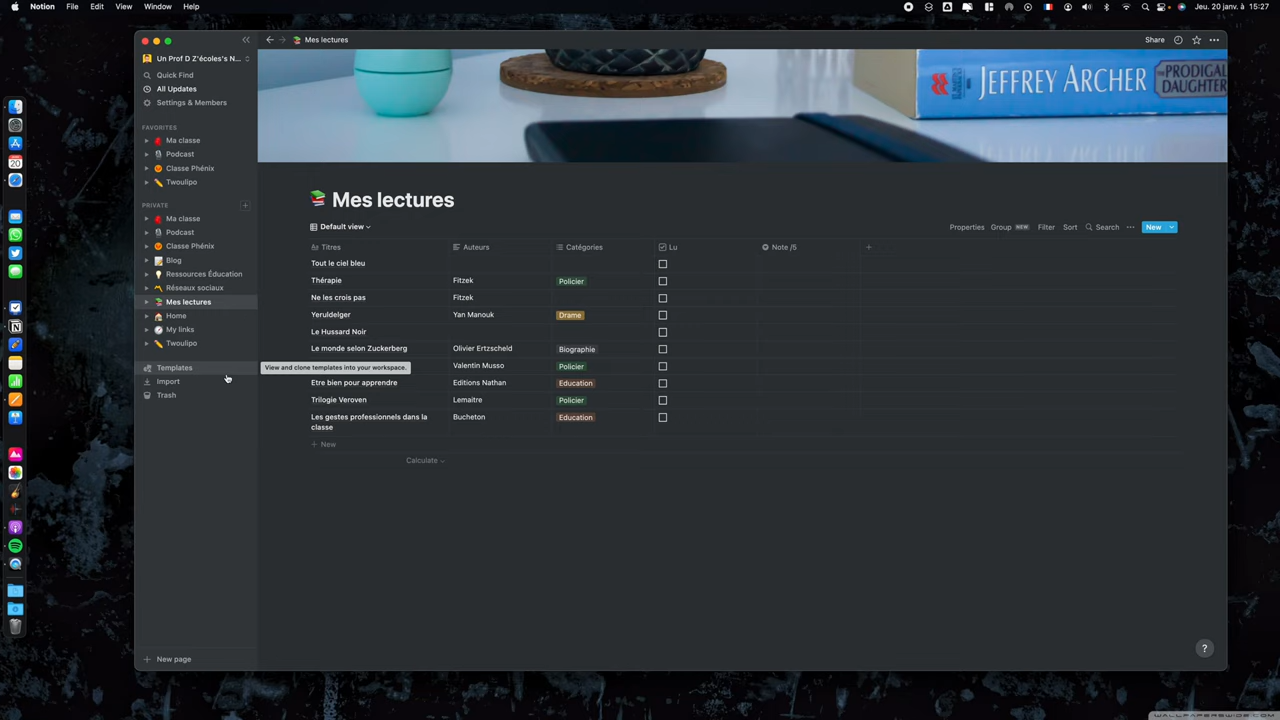 Notion File Edit View Window Help
Jeu. 20 janv. à 15:27
20
Un Prof D Z'écoles's N...
Mes lectures
Share
Quick Find
All Updates
Settings & Members
FAVORITES
Ma classe
Podcast
Classe Phénix
Twoulipo
PRIVATE
Ma classe
Podcast
Classe Phénix
Blog
Ressources Éducation
Réseaux sociaux
Mes lectures
Home
My links
Twoulipo
Templates
Import
Trash
New page
View and clone templates into your workspace.
JEFFREY ARCHER
THE PRODIGAL
DAUGHTER
Mes lectures
Default view
Properties Group NEW Filter Sort Search New
Titres Auteurs Catégories Lu Note /5
Tout le ciel bleu
Thérapie Fitzek Policier
Ne les crois pas Fitzek
Yeruldelger Yan Manouk Drame
Le Hussard Noir
Le monde selon Zuckerberg Olivier Ertzscheld Biographie
Valentin Musso Policier
Etre bien pour apprendre Editions Nathan Education
Trilogie Veroven Lemaitre Policier
Les gestes professionnels dans la Bucheton Education
classe
New
Calculate
?